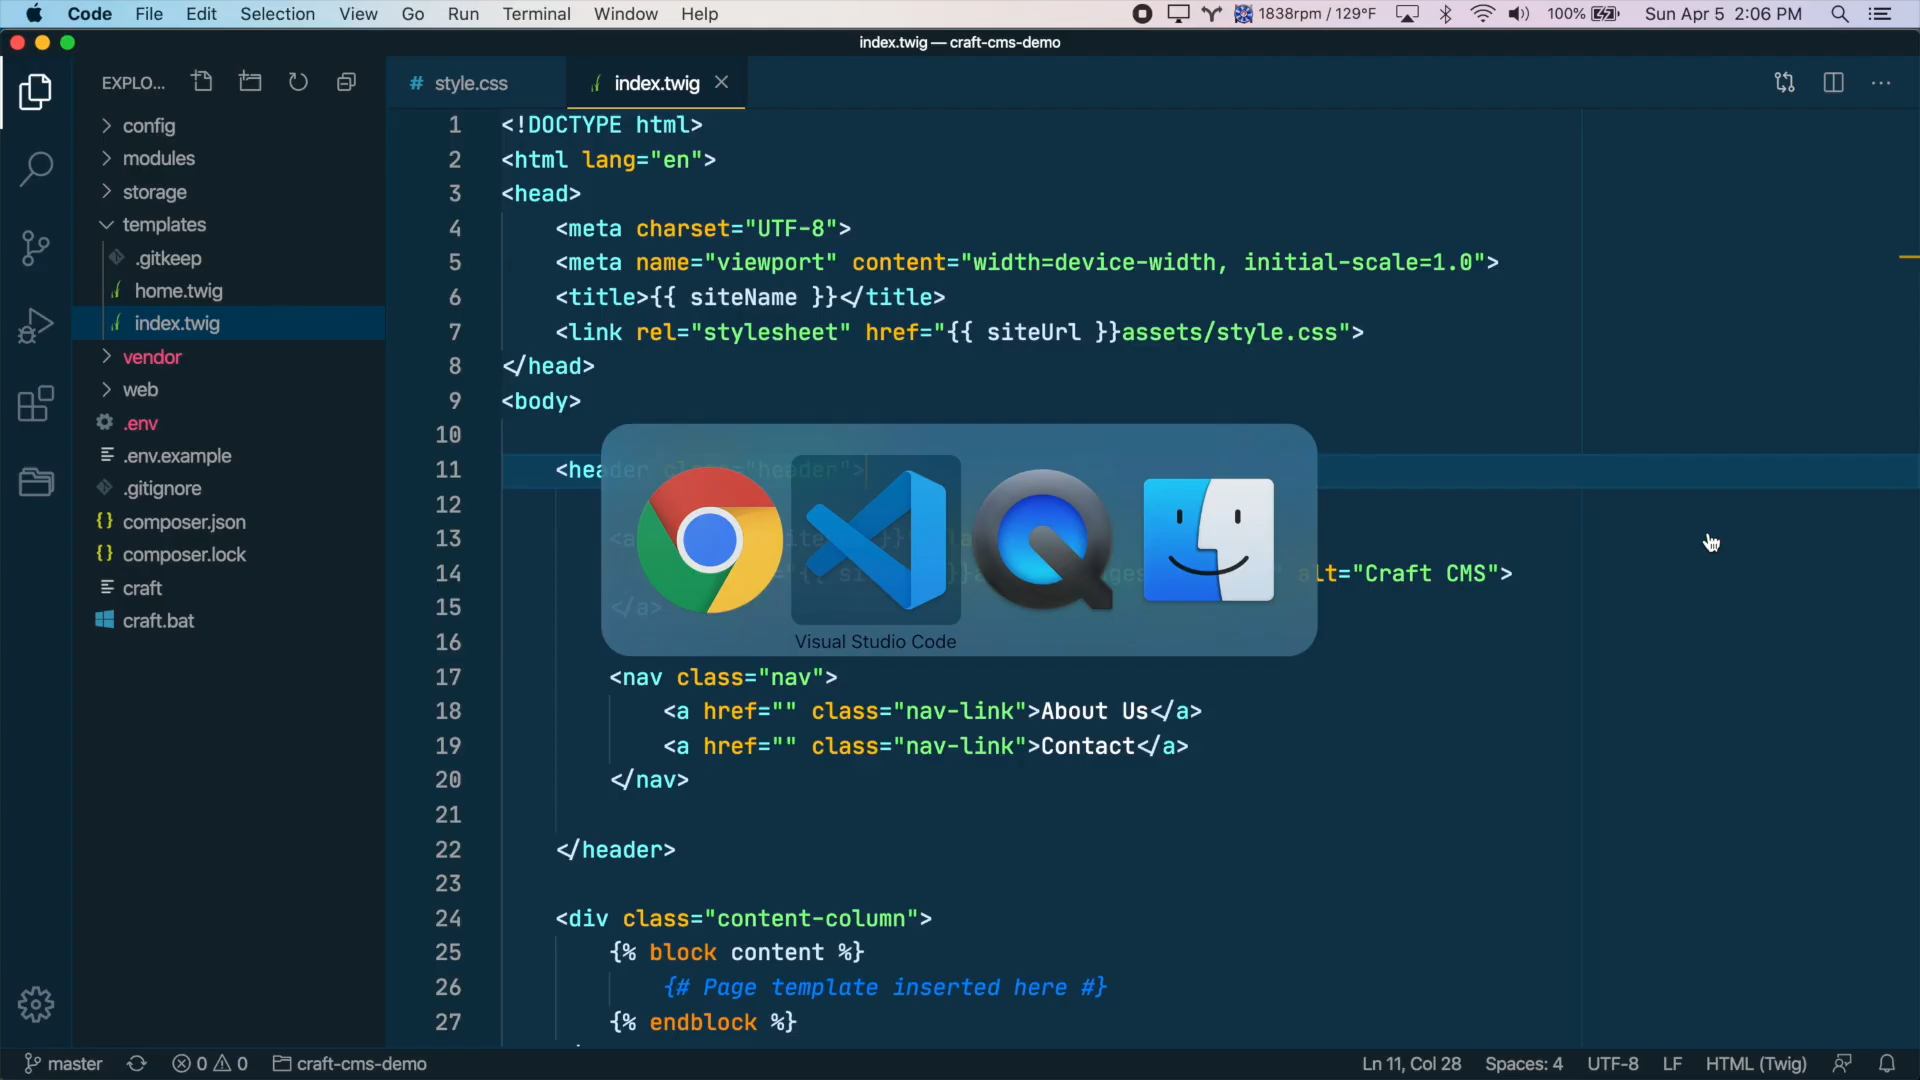 Code File Edit Selection View Go Run Terminal Window Help 1838rpm / 129°F 100% Sun Apr 5 2:06 PM
index.twig — craft-cms-demo
EXPLO...
config
modules
storage
templates
.gitkeep
home.twig
index.twig
vendor
web
.env
.env.example
.gitignore
composer.json
composer.lock
craft
craft.bat
# style.css index.twig
1 <!DOCTYPE html>
2 <html lang="en">
3 <head>
4 <meta charset="UTF-8">
5 <meta name="viewport" content="width=device-width, initial-scale=1.0">
6 <title>{{ siteName }}</title>
7 <link rel="stylesheet" href="{{ siteUrl }}assets/style.css">
8 </head>
9 <body>
10
11 <header class="header">
12
13 <a
14 alt="Craft CMS">
15 </a>
16
17 <nav class="nav">
18 <a href="" class="nav-link">About Us</a>
19 <a href="" class="nav-link">Contact</a>
20 </nav>
21
22 </header>
23
24 <div class="content-column">
25 {% block content %}
26 {# Page template inserted here #}
27 {% endblock %}
Visual Studio Code
master 0 0 craft-cms-demo Ln 11, Col 28 Spaces: 4 UTF-8 LF HTML (Twig)